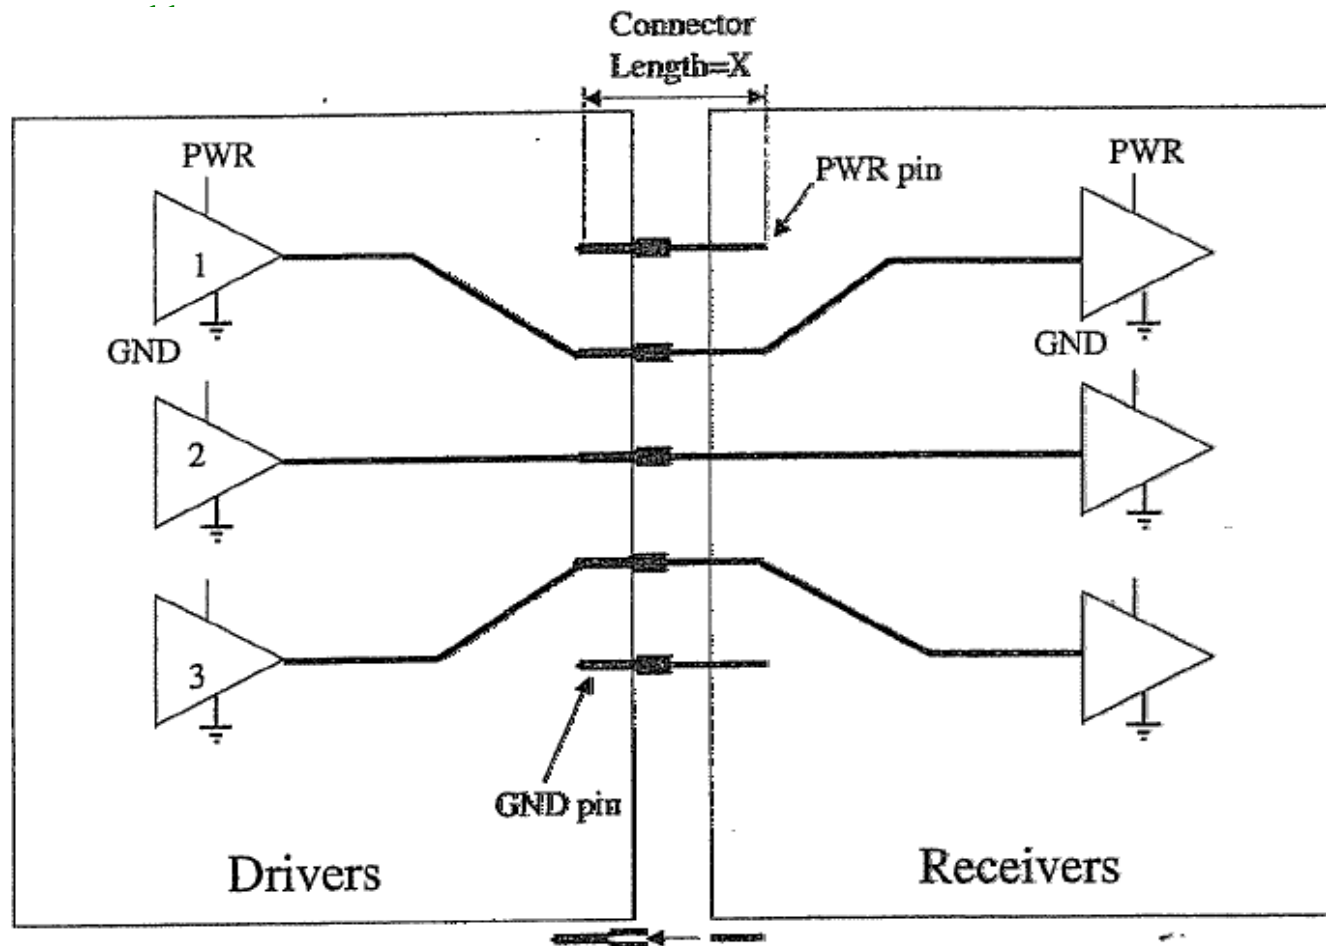 Connector
Length=X
PWR
PWR pin
PWR
1
GND
GND
2
3
GND pin
Drivers
Receivers